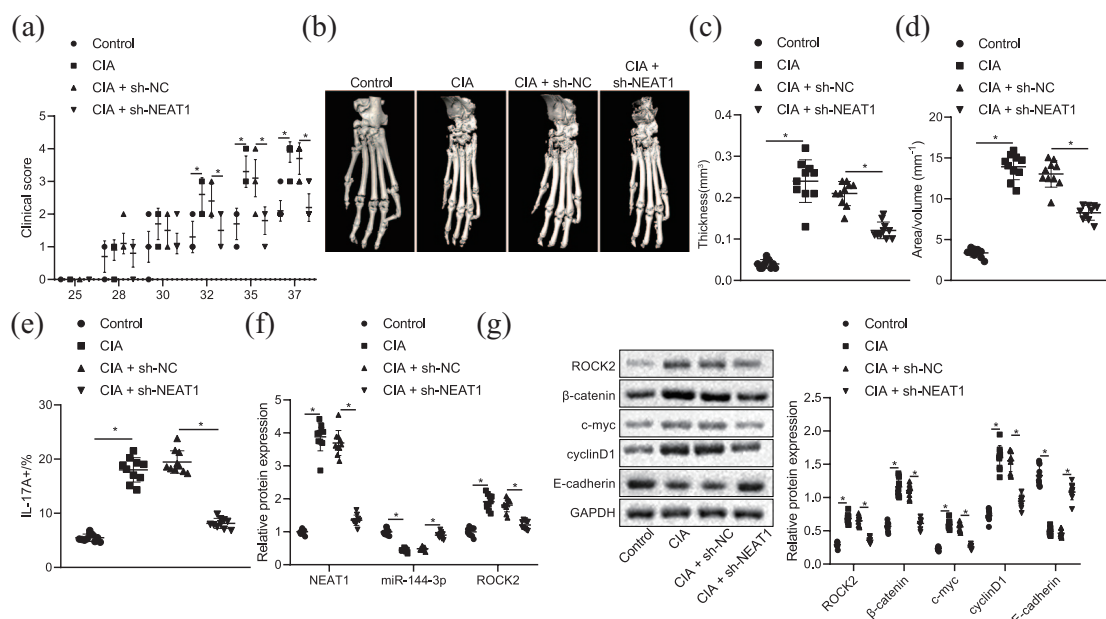 (a)
Control
CIA
CIA + sh-NC
CIA + sh-NEAT1
Clinical score
5
4
3
2
1
0
25 28 30 32 35 37
* * * * * *
(b)
Control CIA CIA + sh-NC CIA +
sh-NEAT1
(c)
Control
CIA
CIA + sh-NC
CIA + sh-NEAT1
Thickness(mm³)
0.4
0.3
0.2
0.1
0.0
* *
(d)
Control
CIA
CIA + sh-NC
CIA + sh-NEAT1
Area/volume (mm⁻¹)
20
15
10
5
0
* *
(e)
Control
CIA
CIA + sh-NC
CIA + sh-NEAT1
IL-17A+/%
30
20
10
0
* *
(f)
Control
CIA
CIA + sh-NC
CIA + sh-NEAT1
Relative protein expression
5
4
3
2
1
0
* * * * * *
NEAT1 miR-144-3p ROCK2
(g)
ROCK2
β-catenin
c-myc
cyclinD1
E-cadherin
GAPDH
Control CIA CIA + sh-NC CIA + sh-NEAT1
Control
CIA
CIA + sh-NC
CIA + sh-NEAT1
Relative protein expression
2.5
2.0
1.5
1.0
0.5
0.0
* * * * * * * * * *
ROCK2 β-catenin c-myc cyclinD1 E-cadherin